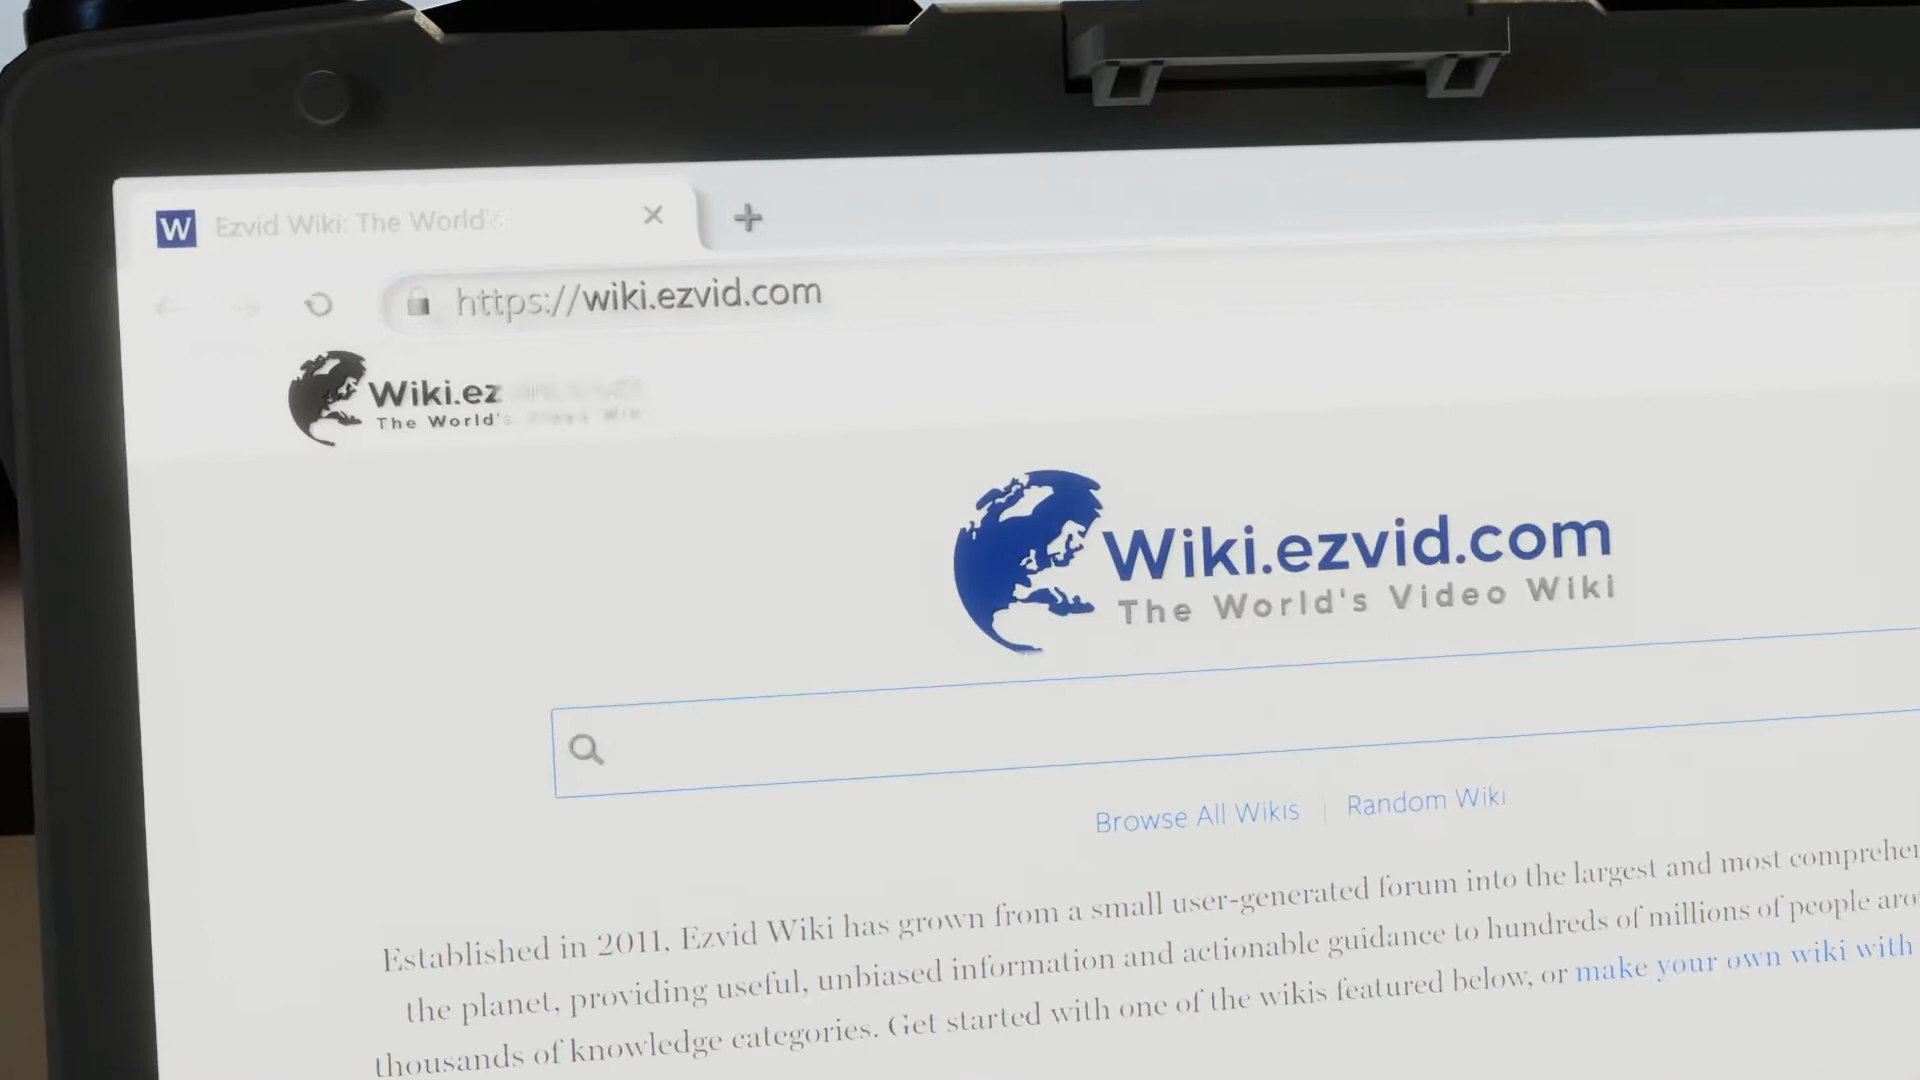 W Ezvid Wiki: The World's
https://wiki.ezvid.com
Wiki.ez
The World's
Wiki.ezvid.com
The World's Video Wiki
Browse All Wikis | Random Wiki
Established in 2011, Ezvid Wiki has grown from a small user-generated forum into the largest and most
the planet, providing useful, unbiased information and actionable guidance to hundreds of millions of people
thousands of knowledge categories. Get started with one of the wikis featured below, or make your own wiki with